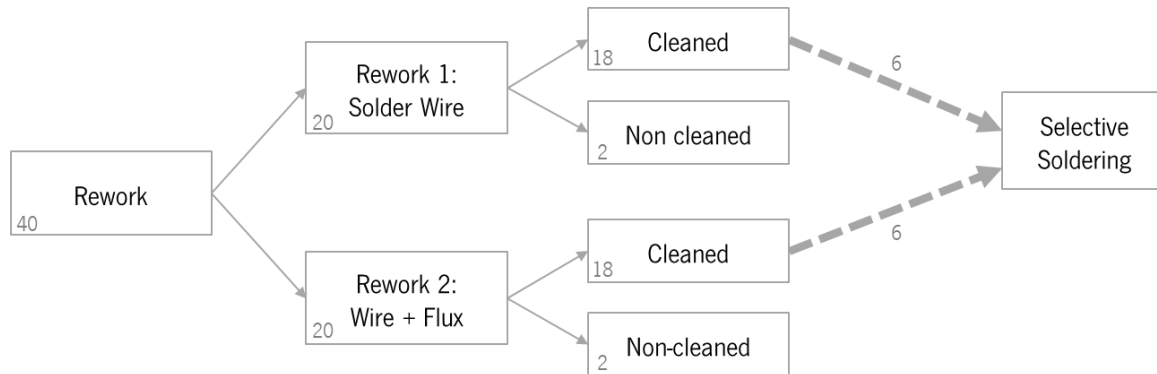 Rework
40
Rework 1:
Solder Wire
20
Rework 2:
Wire + Flux
20
Cleaned
18
Non cleaned
2
Cleaned
18
Non-cleaned
2
6
6
Selective
Soldering